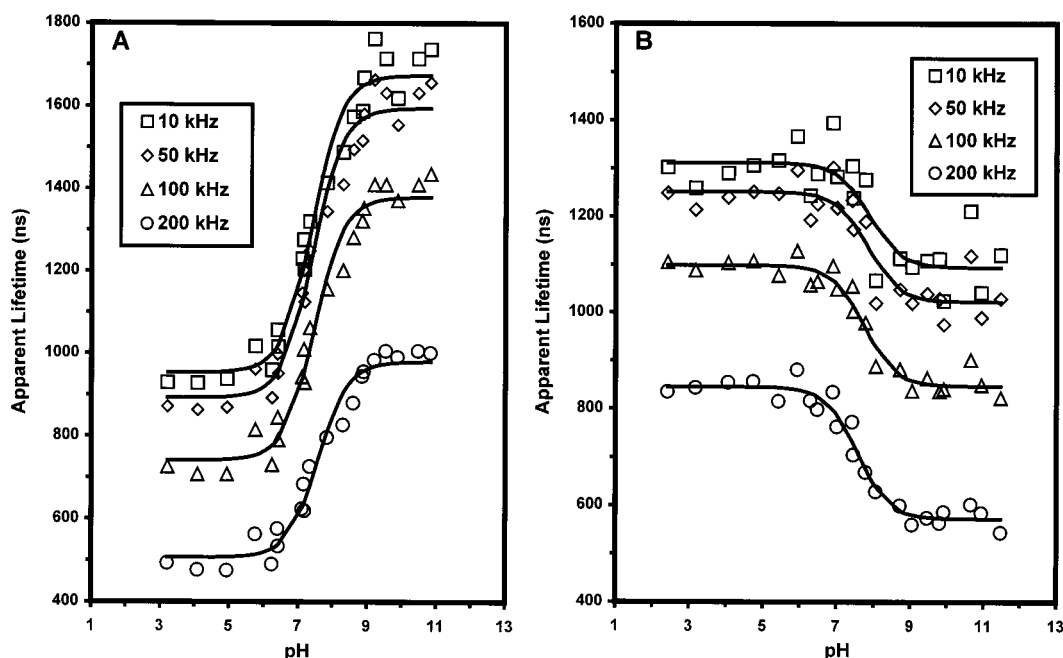 A
10 kHz
50 kHz
100 kHz
200 kHz
Apparent Lifetime (ns)
1800
1600
1400
1200
1000
800
600
400
1 3 5 7 9 11 13
pH
B
10 kHz
50 kHz
100 kHz
200 kHz
Apparent Lifetime (ns)
1600
1400
1200
1000
800
600
400
1 3 5 7 9 11 13
pH